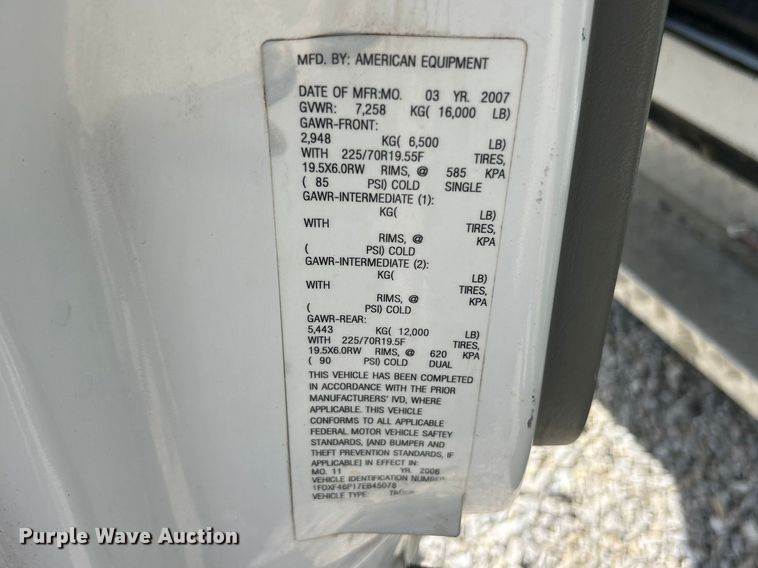 MFD. BY: AMERICAN EQUIPMENT
DATE OF MFR:MO. 03 YR. 2007
GVWR: 7,258 KG( 16,000 LB)
GAWR-FRONT:
2,948 KG( 6,500 LB)
WITH 225/70R19.55F TIRES,
19.5X6.0RW RIMS, @ 585 KPA
( 85 PSI) COLD SINGLE
GAWR-INTERMEDIATE (1):
KG( LB)
WITH TIRES,
RIMS, @ KPA
( PSI) COLD
GAWR-INTERMEDIATE (2):
KG( LB)
WITH TIRES,
RIMS, @ KPA
( PSI) COLD
GAWR-REAR:
5,443 KG( 12,000 LB)
WITH 225/70R19.5F TIRES,
19.5X6.0RW RIMS, @ 620 KPA
( 90 PSI) COLD DUAL
THIS VEHICLE HAS BEEN COMPLETED
IN ACCORDANCE WITH THE PRIOR
MANUFACTURERS' IVD, WHERE
APPLICABLE. THIS VEHICLE
CONFORMS TO ALL APPLICABLE
FEDERAL MOTOR VEHICLE SAFTEY
STANDARDS, [AND BUMPER AND
THEFT PREVENTION STANDARDS, IF
APPLICABLE] IN EFFECT IN:
MO. 11 YR. 2006
VEHICLE IDENTIFICATION NUMBER
1FDXF46P17EB45078
VEHICLE TYPE TRUCK
Purple Wave Auction